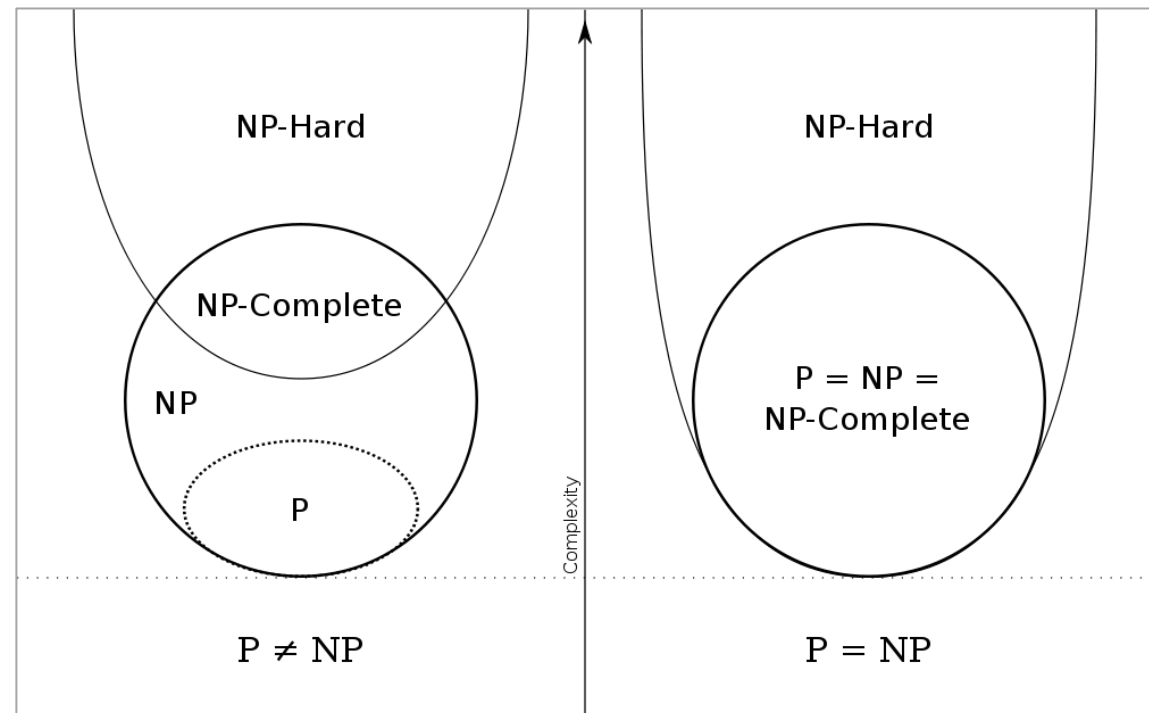 NP-Hard
NP-Complete
NP
P
P ≠ NP
Complexity
NP-Hard
P = NP =
NP-Complete
P = NP